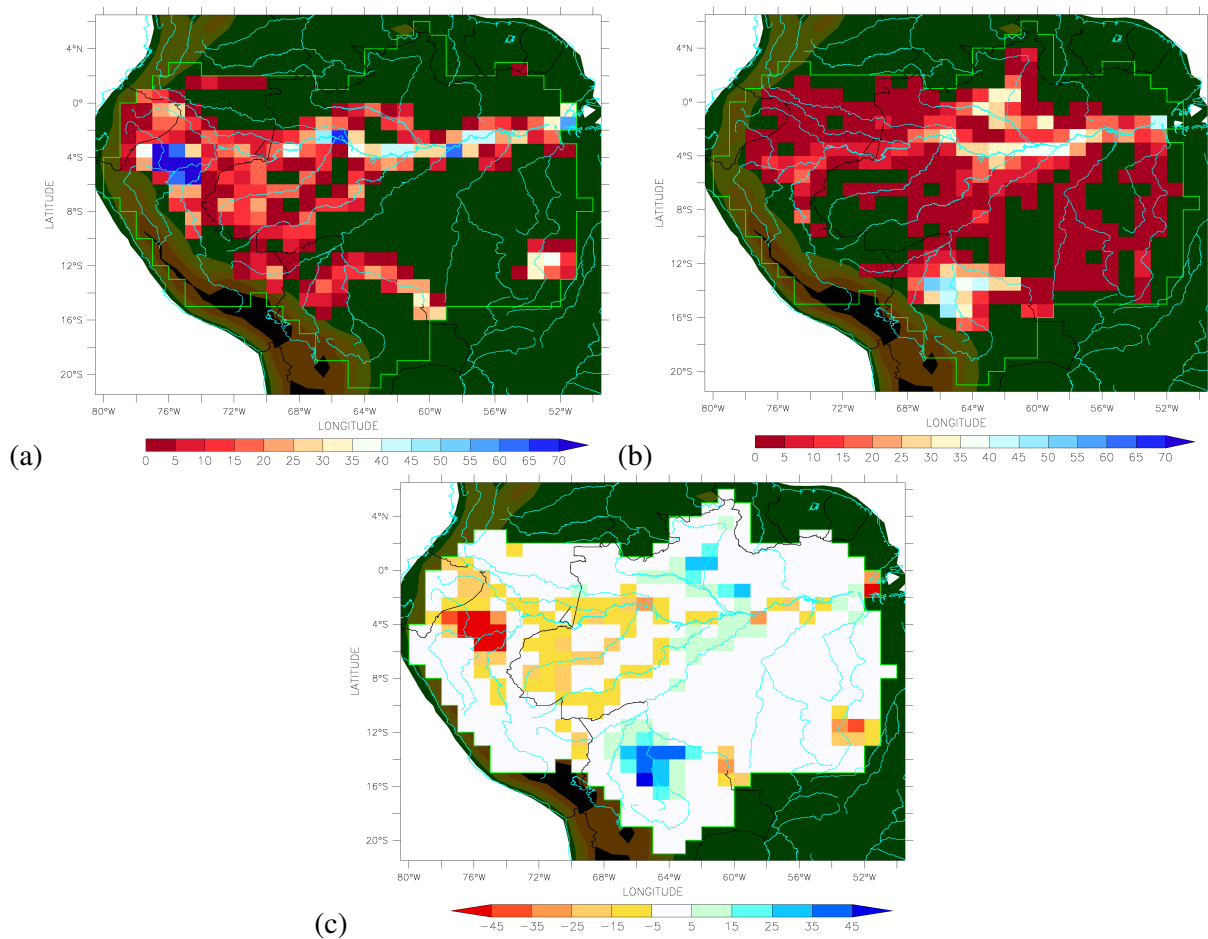 4°N
0°
4°S
8°S
12°S
16°S
20°S
LATITUDE
80°W 76°W 72°W 68°W 64°W 60°W 56°W 52°W
LONGITUDE
(a)
0 5 10 15 20 25 30 35 40 45 50 55 60 65 70
4°N
0°
4°S
8°S
12°S
16°S
20°S
LATITUDE
80°W 76°W 72°W 68°W 64°W 60°W 56°W 52°W
LONGITUDE
(b)
0 5 10 15 20 25 30 35 40 45 50 55 60 65 70
4°N
0°
4°S
8°S
12°S
16°S
20°S
LATITUDE
80°W 76°W 72°W 68°W 64°W 60°W 56°W 52°W
LONGITUDE
(c)
−45 −35 −25 −15 −5 5 15 25 35 45